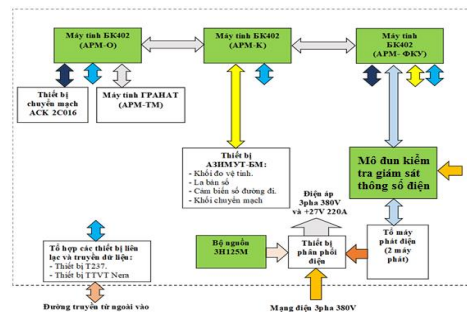 Máy tính БК402
(АРМ-О)
Máy tính БК402
(АРМ-К)
Máy tính
БК402
(АРМ- ФКУ)
Thiết bị
chuyển mạch
АСК 2С016
Máy tính ГРАНАТ
(АРМ-ТМ)
Thiết bị
АЗИМУТ-БМ:
- Khối đo vệ tinh.
- La bàn số
- Cảm biến số đường đi.
- Khối chuyển mạch
Mô đun kiểm
tra giám sát
thông số điện
Điện áp
3pha 380V
và +27V 220A
Tổ máy
phát điện
(2 máy
phát)
Tổ hợp các thiết bị liên
lạc và truyền dữ liệu:
- Thiết bị T237.
- Thiết bị TTVT Nera
Bộ nguồn
ЭН125М
Thiết bị
phân phối
điện
Đường truyền từ ngoài vào
Mạng điện 3pha 380V